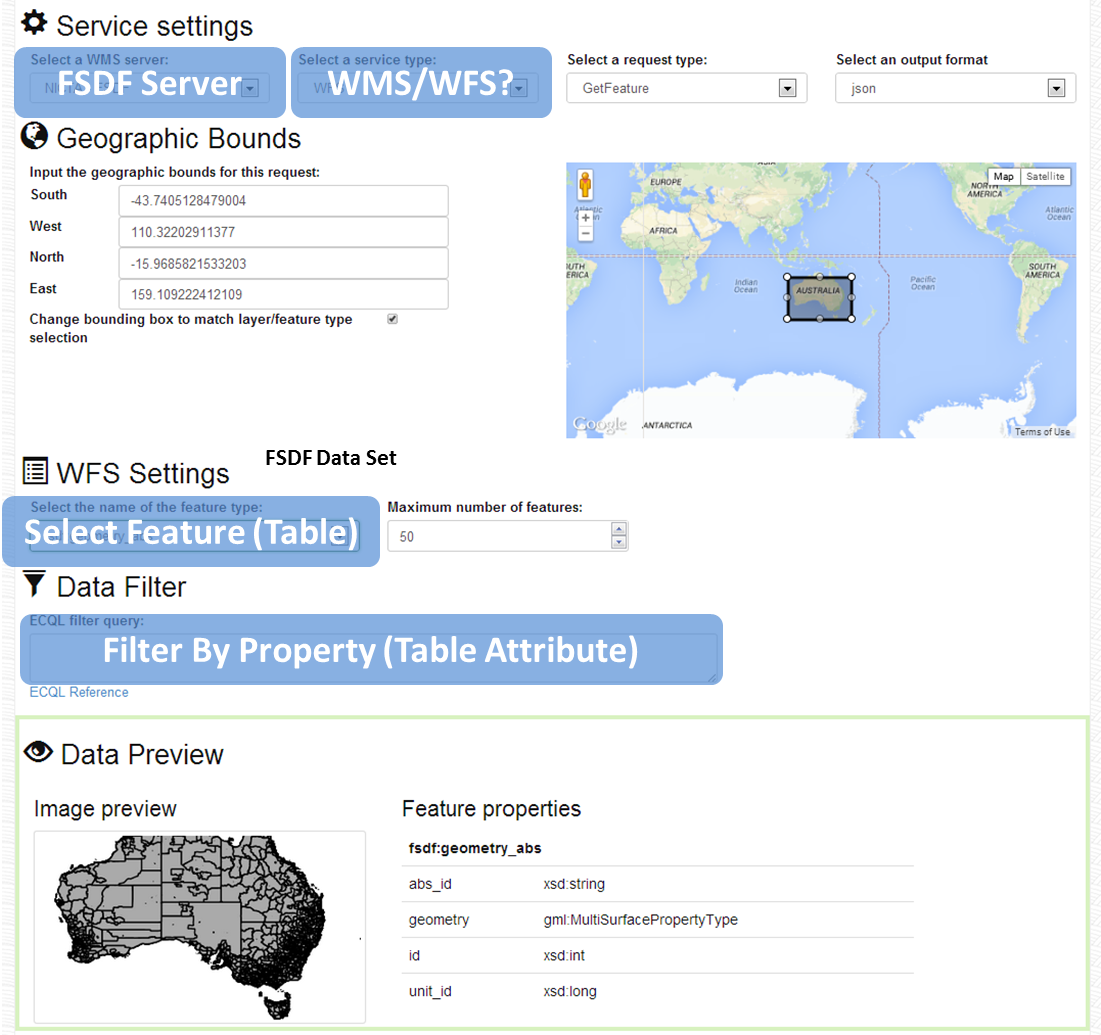 Service settings
Select a WMS server:
FSDF Server
Select a service type:
WMS/WFS?
Select a request type:
GetFeature
Select an output format
json
Geographic Bounds
Input the geographic bounds for this request:
South
-43.7405128479004
West
110.32202911377
North
-15.9685821533203
East
159.109222412109
Change bounding box to match layer/feature type
selection
Map
Satellite
ASIA
EUROPE
NORTH
AMERICA
Atlantic
Ocean
Atlantic
Ocean
AFRICA
SOUTH
AMERICA
UTH
ERICA
Indian
Ocean
AUSTRALIA
Pacific
Ocean
Google
ANTARCTICA
Terms of Use
WFS Settings
FSDF Data Set
Select the name of the feature type:
Select Feature (Table)
Maximum number of features:
50
Data Filter
ECQL filter query:
Filter By Property (Table Attribute)
ECQL Reference
Data Preview
Image preview
Feature properties
fsdf:geometry_abs
abs_id xsd:string
geometry gml:MultiSurfacePropertyType
id xsd:int
unit_id xsd:long